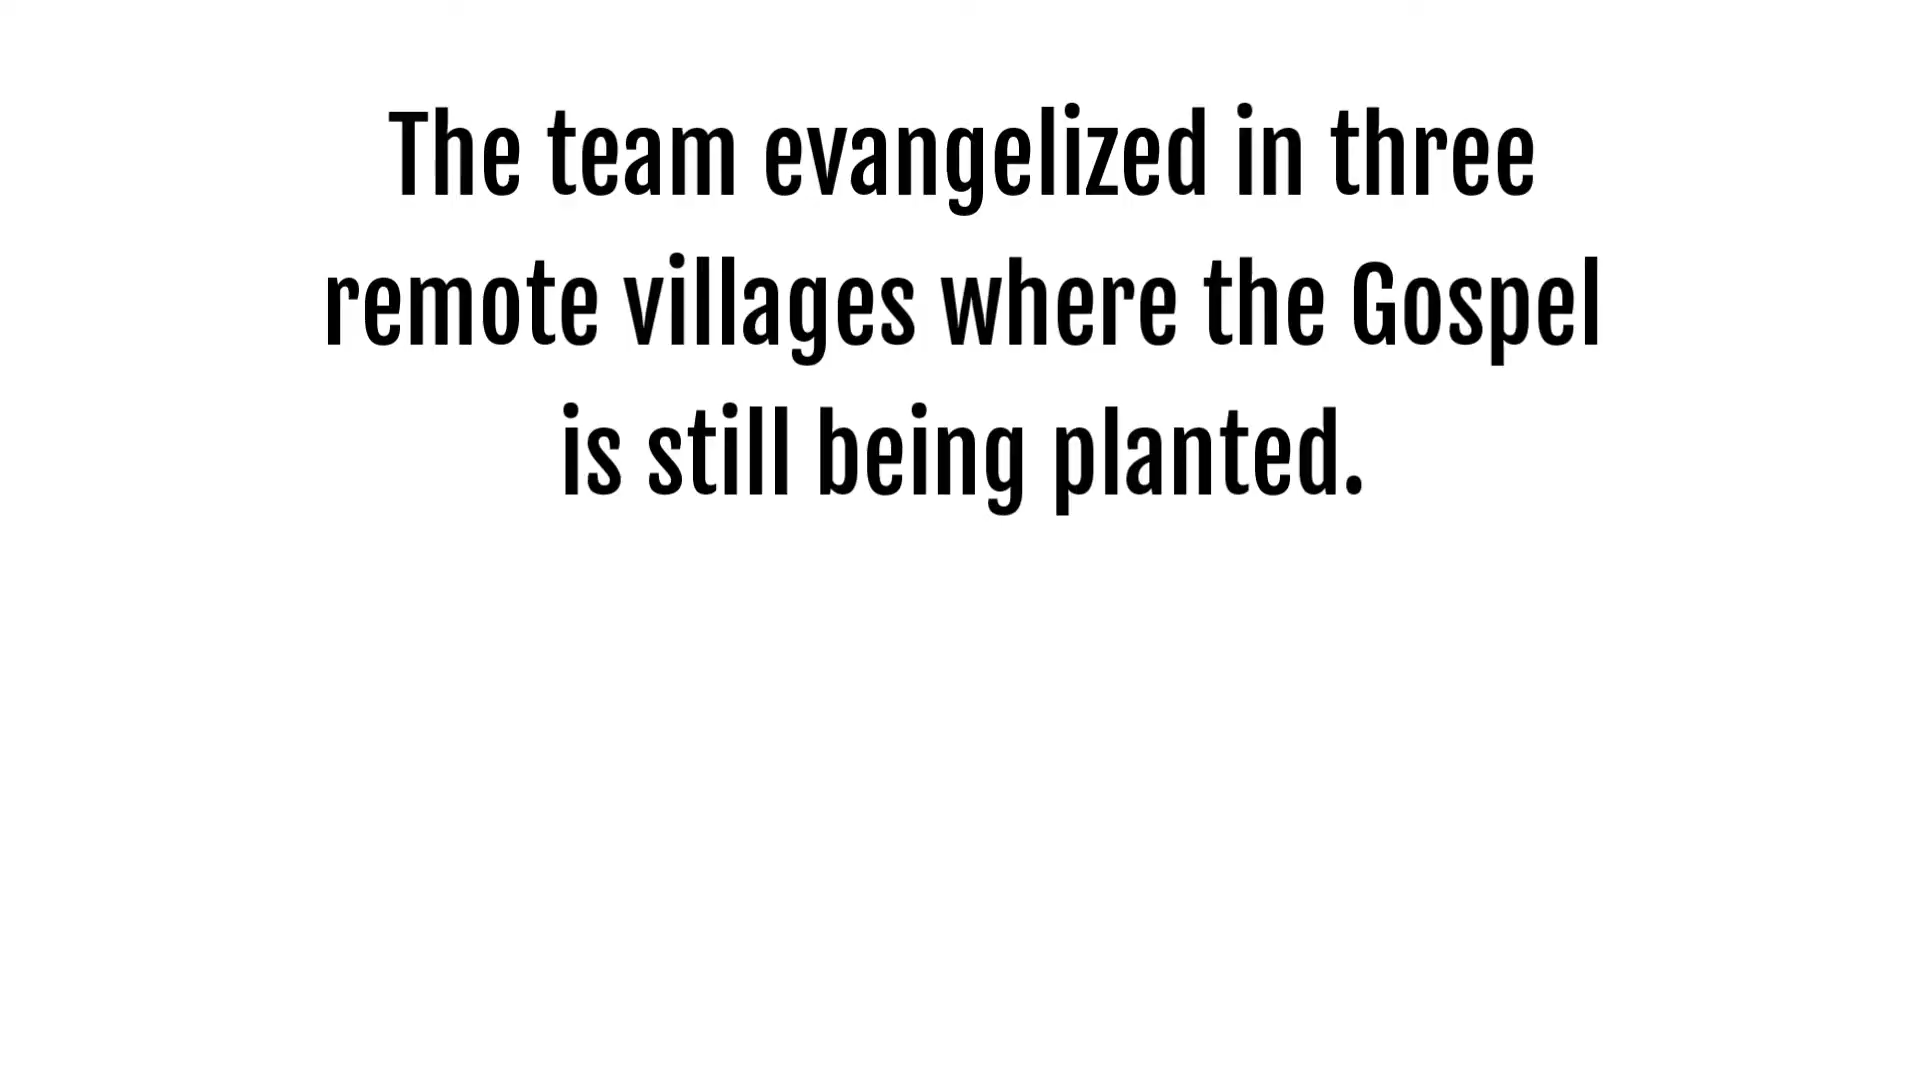 The team evangelized in three
remote villages where the Gospel
is still being planted.